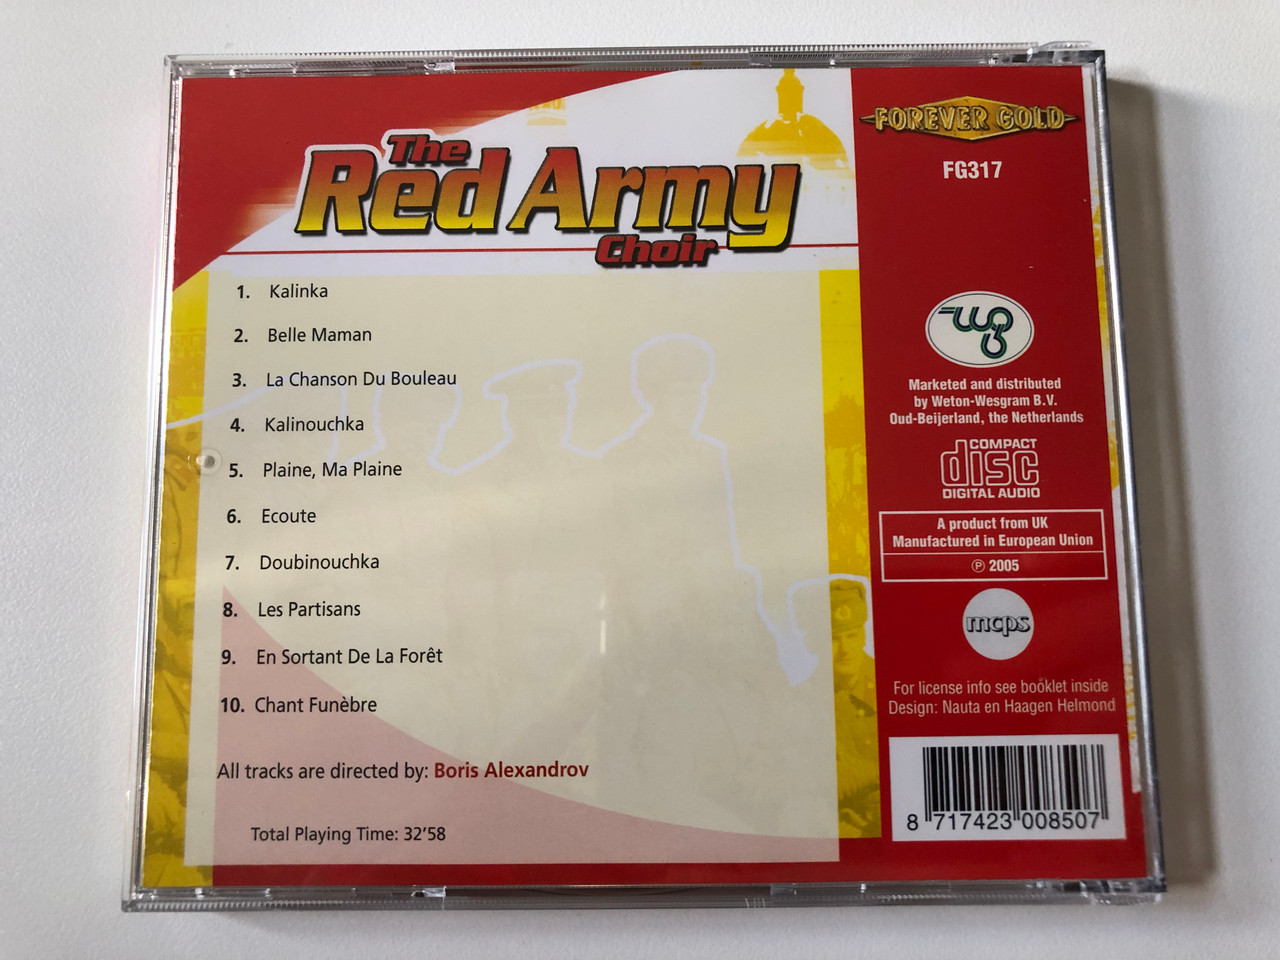 The
Red Army
Choir
1. Kalinka
2. Belle Maman
3. La Chanson Du Bouleau
4. Kalinouchka
5. Plaine, Ma Plaine
6. Ecoute
7. Doubinouchka
8. Les Partisans
9. En Sortant De La Forêt
10. Chant Funèbre
All tracks are directed by: Boris Alexandrov
Total Playing Time: 32'58
FOREVER GOLD
FG317
Marketed and distributed
by Weton-Wesgram B.V.
Oud-Beijerland, the Netherlands
COMPACT
disc
DIGITAL AUDIO
A product from UK
Manufactured in European Union
℗ 2005
mcps
For license info see booklet inside
Design: Nauta en Haagen Helmond
8 717423 008507